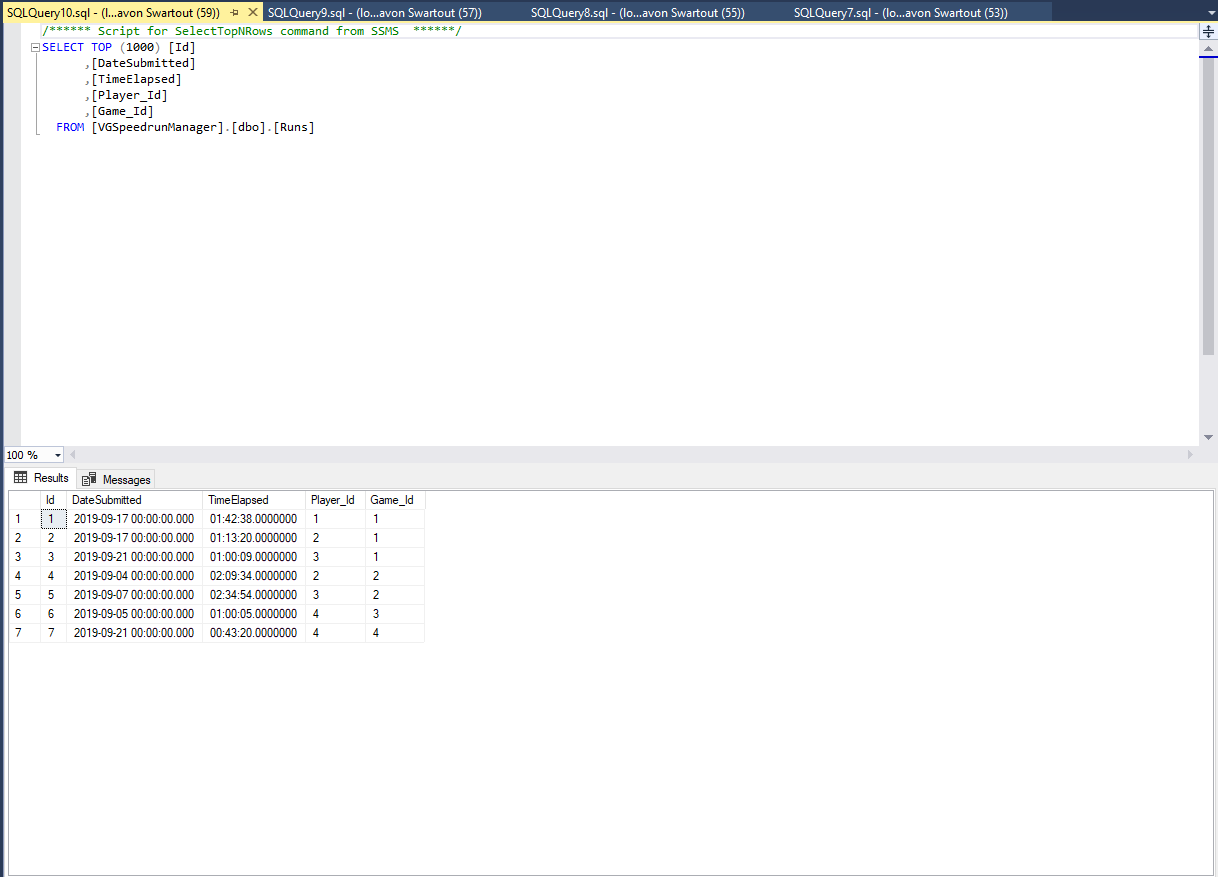 SQLQuery10.sql - (l...avon Swartout (59)) SQLQuery9.sql - (lo...avon Swartout (57)) SQLQuery8.sql - (lo...avon Swartout (55)) SQLQuery7.sql - (lo...avon Swartout (53))
/****** Script for SelectTopNRows command from SSMS  ******/
SELECT TOP (1000) [Id]
      ,[DateSubmitted]
      ,[TimeElapsed]
      ,[Player_Id]
      ,[Game_Id]
  FROM [VGSpeedrunManager].[dbo].[Runs]
100 %
Results Messages
Id DateSubmitted TimeElapsed Player_Id Game_Id
1 1 2019-09-17 00:00:00.000 01:42:38.0000000 1 1
2 2 2019-09-17 00:00:00.000 01:13:20.0000000 2 1
3 3 2019-09-21 00:00:00.000 01:00:09.0000000 3 1
4 4 2019-09-04 00:00:00.000 02:09:34.0000000 2 2
5 5 2019-09-07 00:00:00.000 02:34:54.0000000 3 2
6 6 2019-09-05 00:00:00.000 01:00:05.0000000 4 3
7 7 2019-09-21 00:00:00.000 00:43:20.0000000 4 4